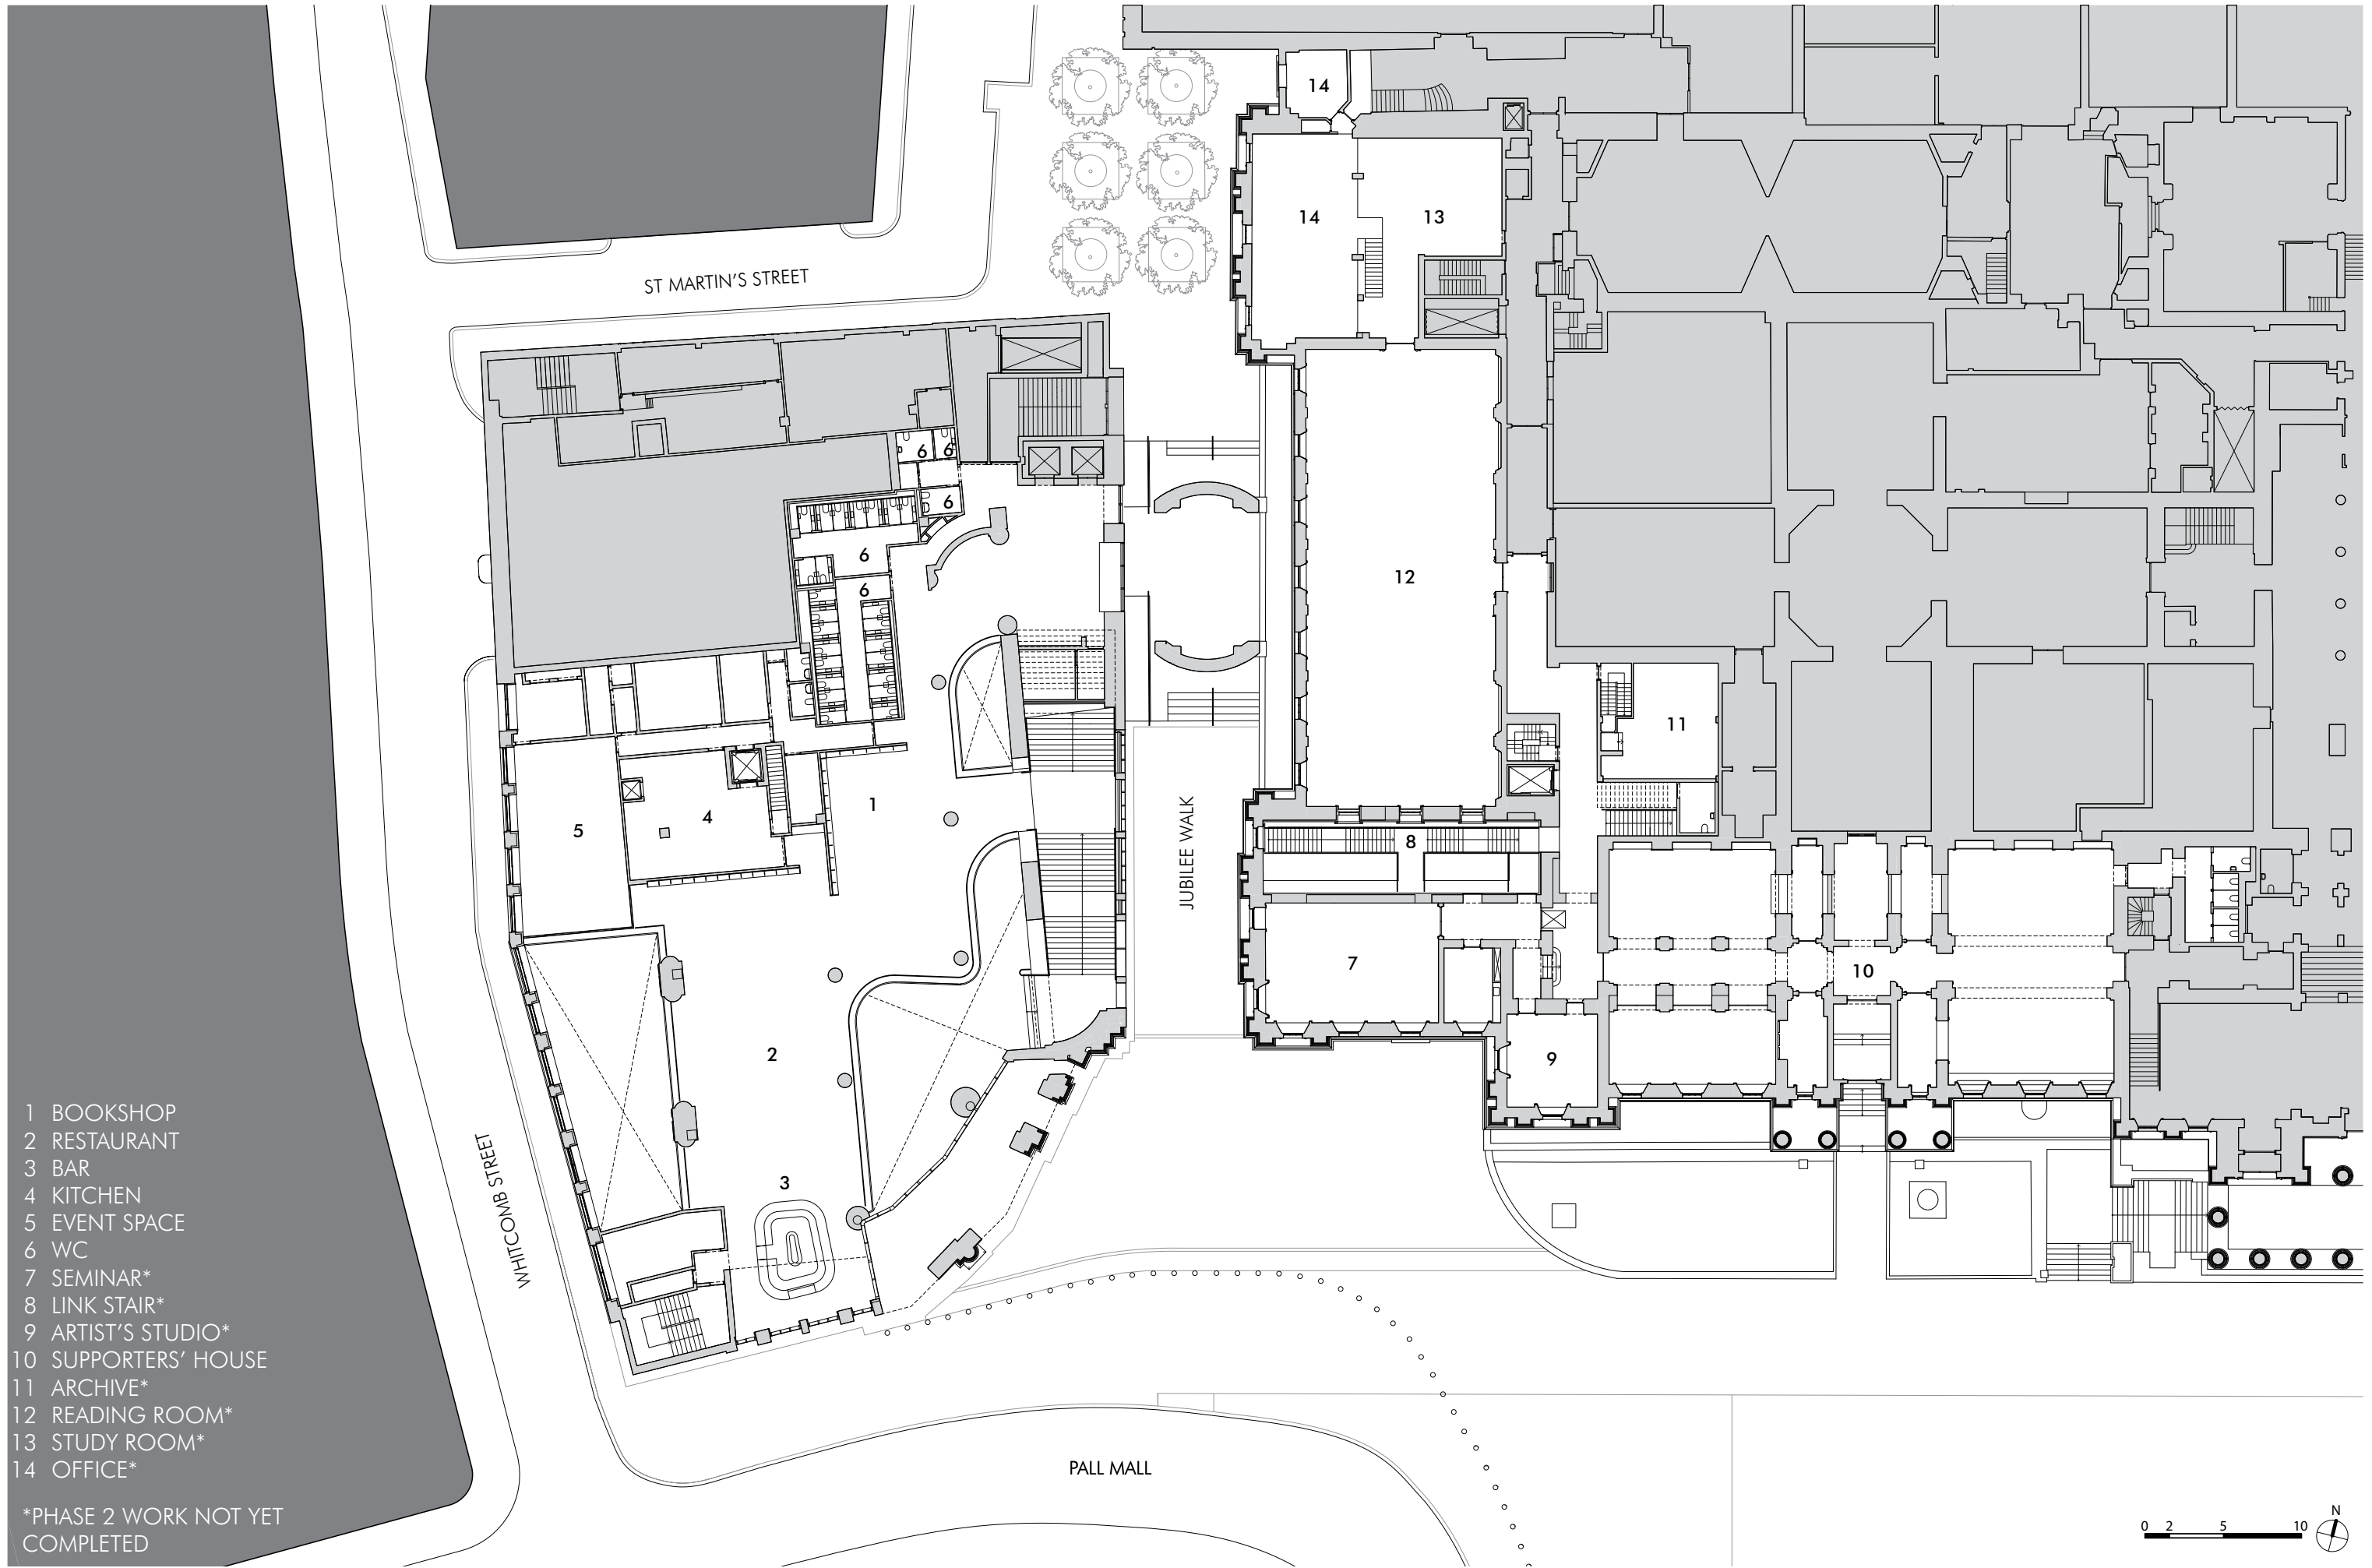 14
14
13
ST MARTIN'S STREET
6 6
6
6
12
6
11
1
5
4
8
JUBILEE WALK
7
10
2
9
3
WHITCOMB STREET
1 BOOKSHOP
2 RESTAURANT
3 BAR
4 KITCHEN
5 EVENT SPACE
6 WC
7 SEMINAR*
8 LINK STAIR*
9 ARTIST'S STUDIO*
10 SUPPORTERS' HOUSE
11 ARCHIVE*
12 READING ROOM*
13 STUDY ROOM*
14 OFFICE*
*PHASE 2 WORK NOT YET
COMPLETED
PALL MALL
0 2 5 10
N